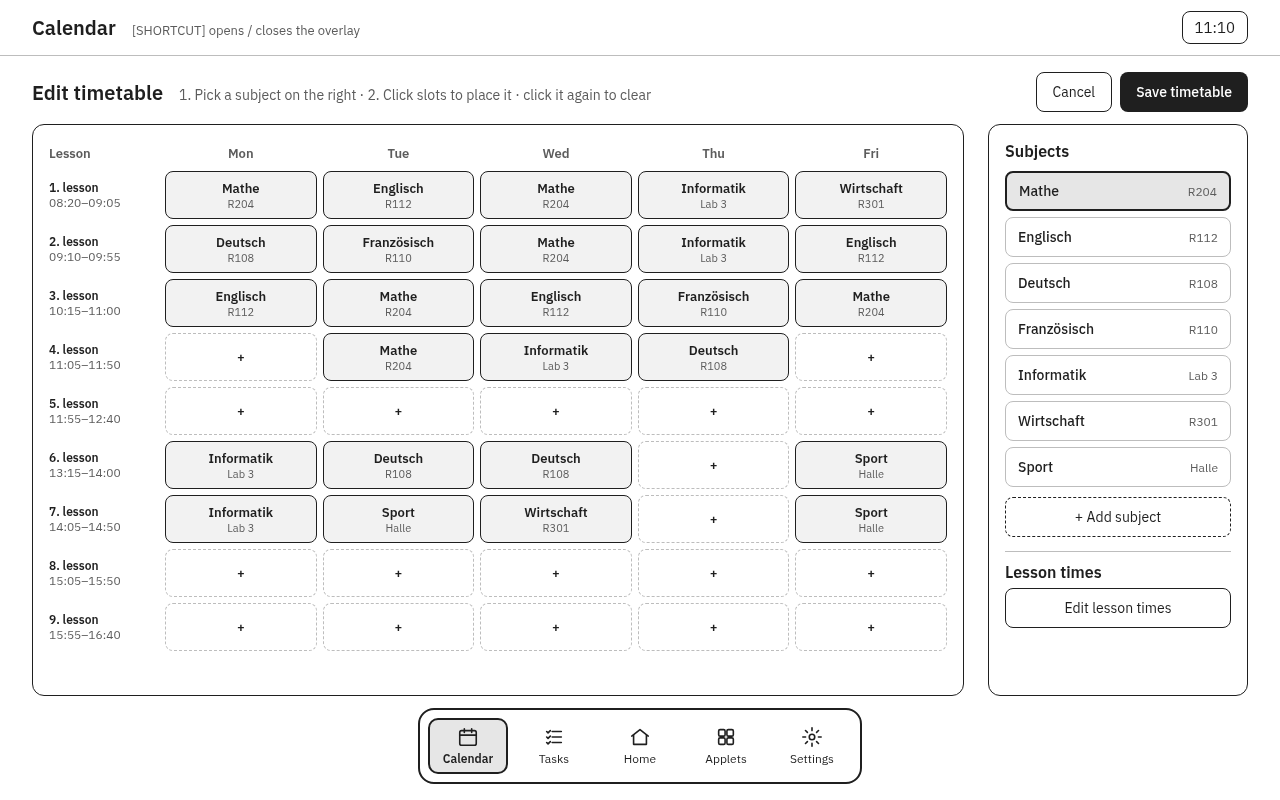 Calendar [SHORTCUT] opens / closes the overlay 11:10
Edit timetable 1. Pick a subject on the right · 2. Click slots to place it · click it again to clear Cancel Save timetable
Lesson Mon Tue Wed Thu Fri
1. lesson Mathe Englisch Mathe Informatik Wirtschaft
08:20–09:05 R204 R112 R204 Lab 3 R301
2. lesson Deutsch Französisch Mathe Informatik Englisch
09:10–09:55 R108 R110 R204 Lab 3 R112
3. lesson Englisch Mathe Englisch Französisch Mathe
10:15–11:00 R112 R204 R112 R110 R204
4. lesson + Mathe Informatik Deutsch +
11:05–11:50 R204 Lab 3 R108
5. lesson + + + + +
11:55–12:40
6. lesson Informatik Deutsch Deutsch + Sport
13:15–14:00 Lab 3 R108 R108 Halle
7. lesson Informatik Sport Wirtschaft + Sport
14:05–14:50 Lab 3 Halle R301 Halle
8. lesson + + + + +
15:05–15:50
9. lesson + + + + +
15:55–16:40
Subjects
Mathe R204
Englisch R112
Deutsch R108
Französisch R110
Informatik Lab 3
Wirtschaft R301
Sport Halle
+ Add subject
Lesson times
Edit lesson times
Calendar Tasks Home Applets Settings